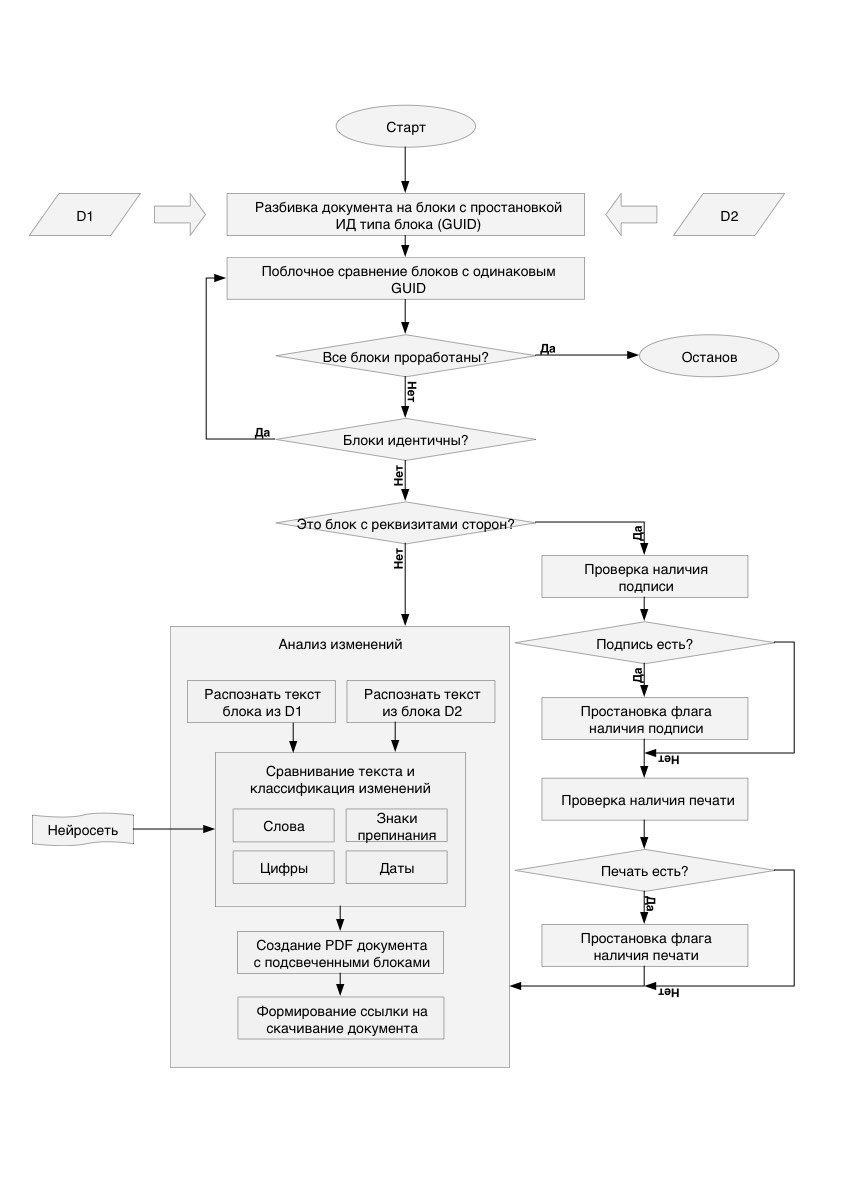 Старт
D1
Разбивка документа на блоки с простановкой
ИД типа блока (GUID)
D2
Поблочное сравнение блоков с одинаковым
GUID
Все блоки проработаны?
Да
Останов
Нет
Да
Блоки идентичны?
Нет
Это блок с реквизитами сторон?
Да
Нет
Проверка наличия
подписи
Анализ изменений
Подпись есть?
Да
Распознать текст
блока из D1
Распознать текст
из блока D2
Простановка флага
наличия подписи
Нет
Сравнивание текста и
классификация изменений
Проверка наличия печати
Нейросеть
Слова
Знаки
препинания
Цифры
Даты
Печать есть?
Да
Создание PDF документа
с подсвеченными блоками
Простановка флага
наличия печати
Нет
Формирование ссылки на
скачивание документа